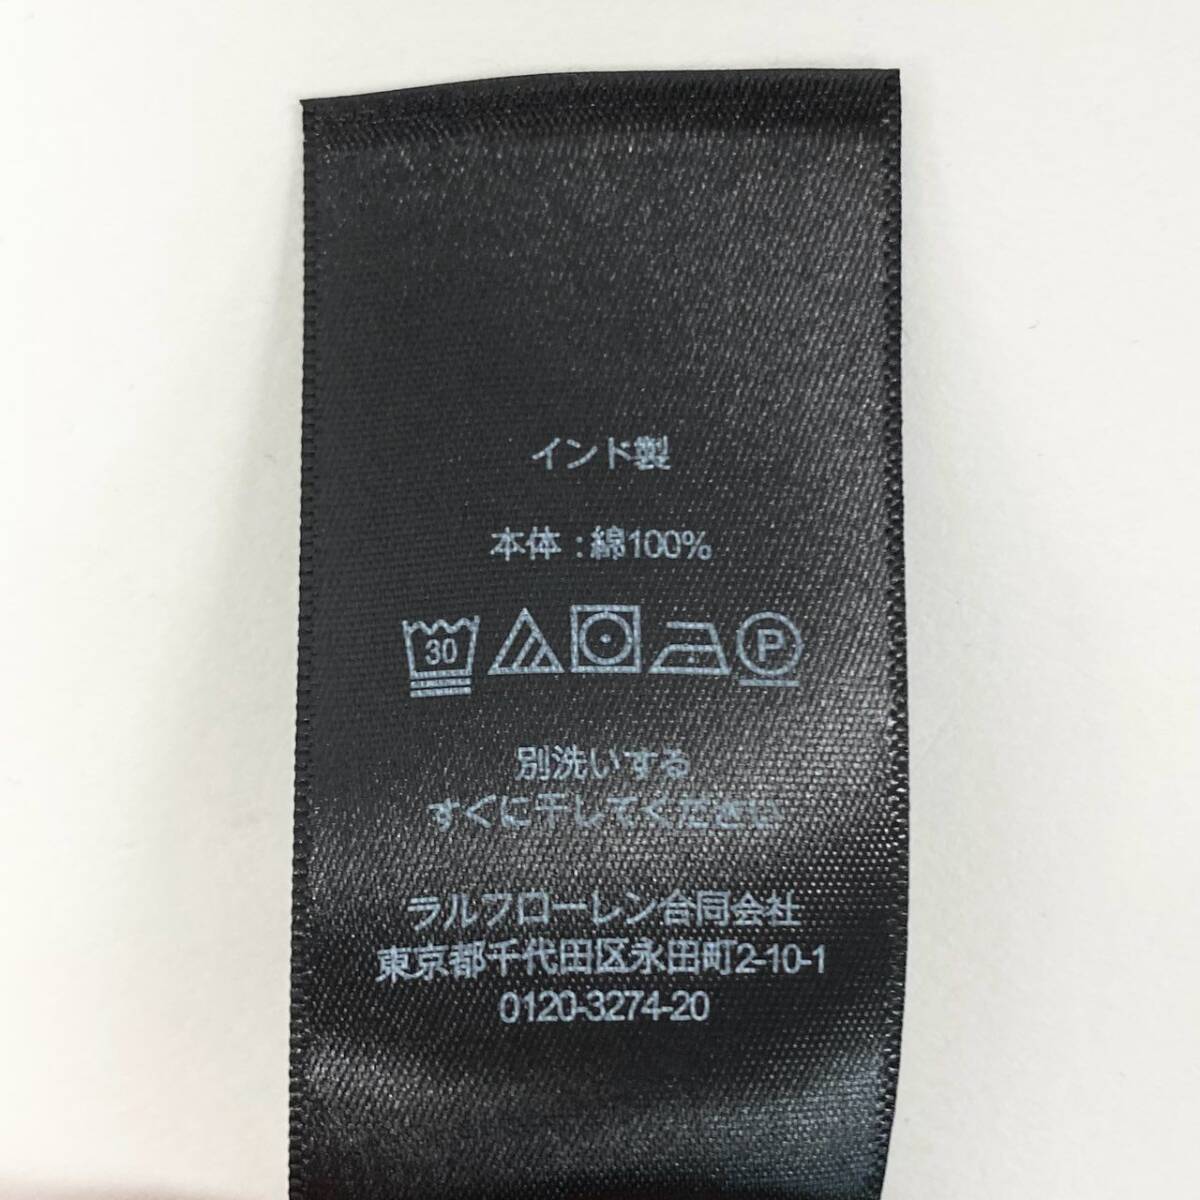 インド製
本体：綿100%
30 P
別洗いする
すぐに干してください
ラルフローレン合同会社
東京都千代田区永田町2-10-1
0120-3274-20